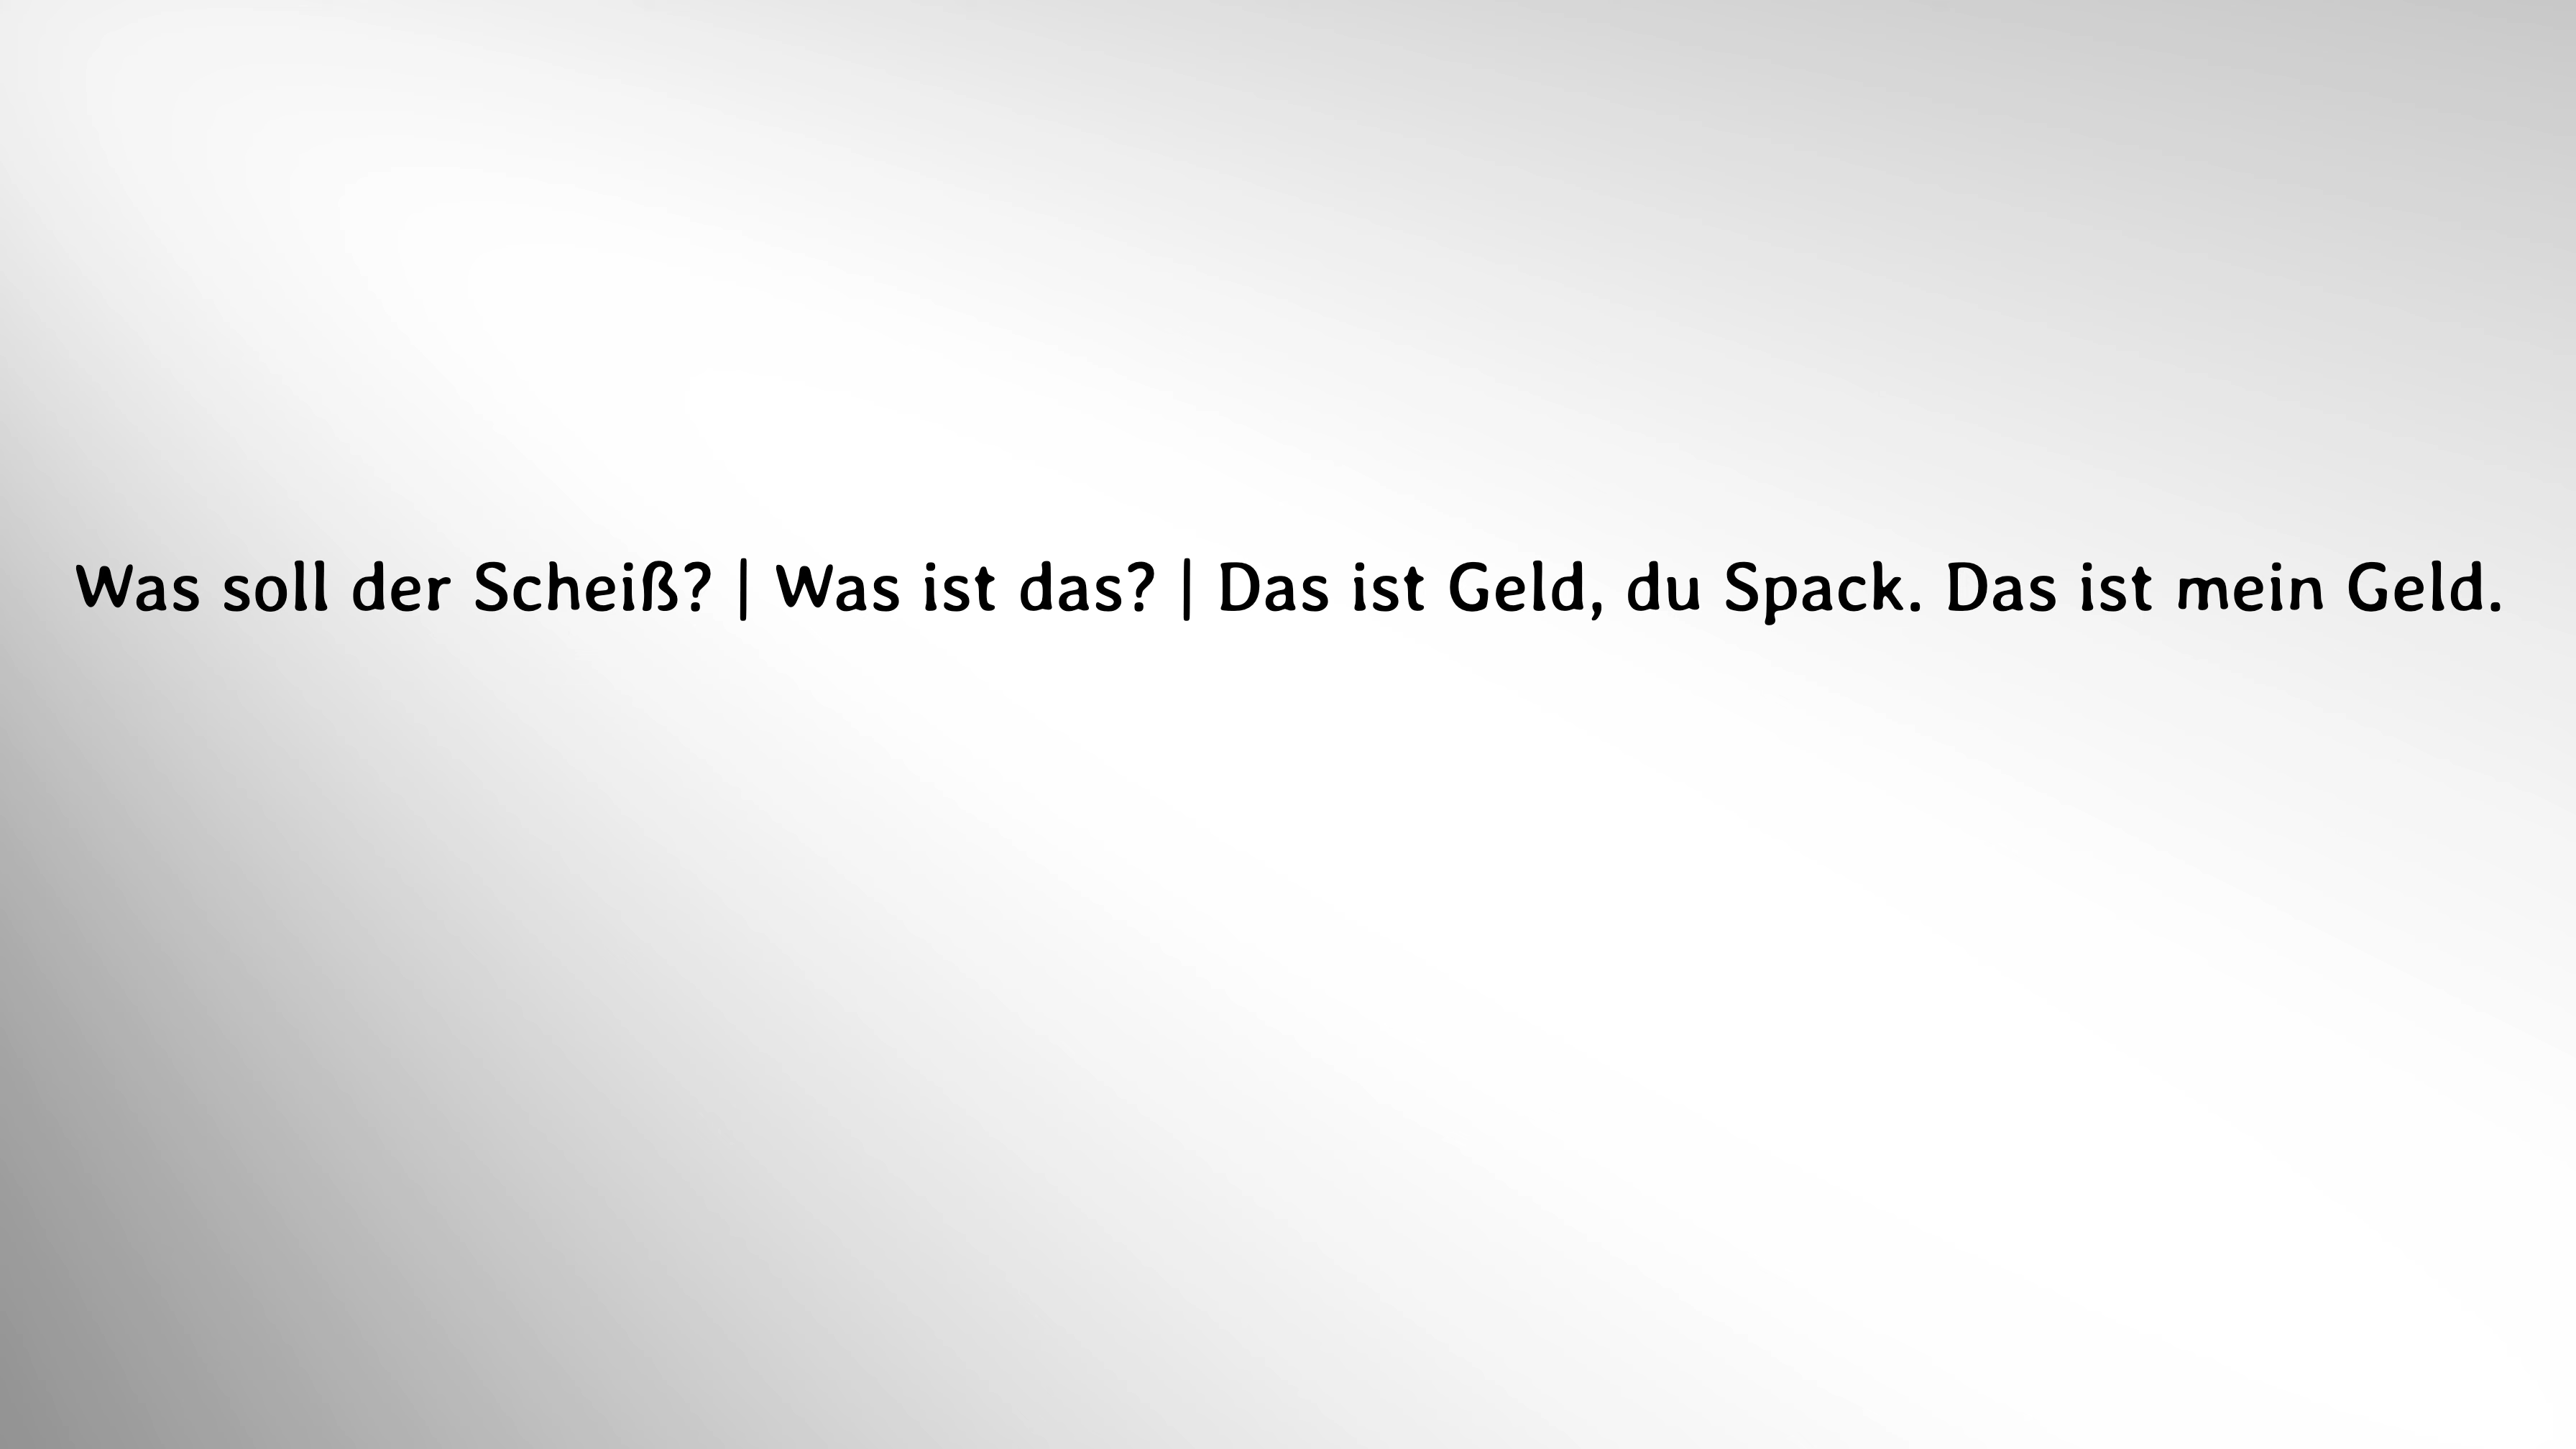 Was soll der Scheiß? | Was ist das? | Das ist Geld, du Spack. Das ist mein Geld.